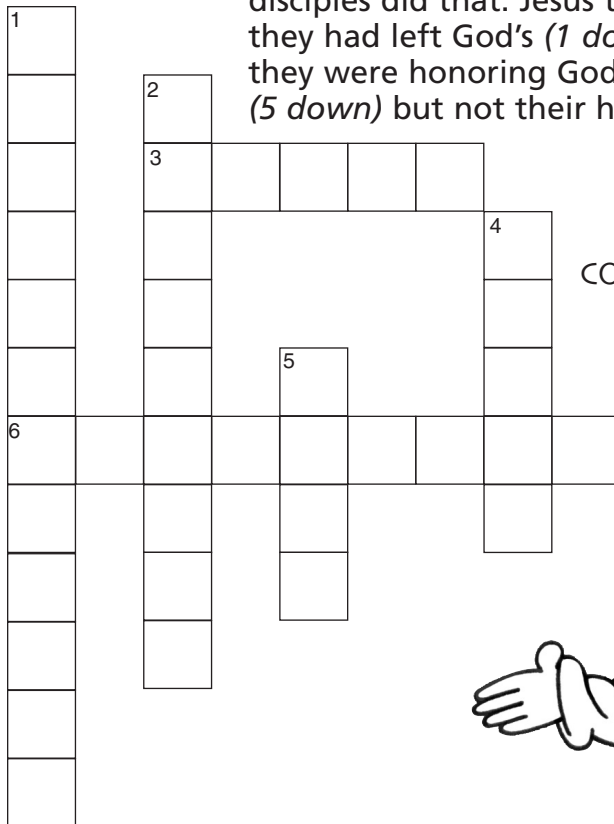 disciples did that. Jesus t
they had left God's (1 do
they were honoring God
(5 down) but not their h
1
2
3
4
CO
5
6